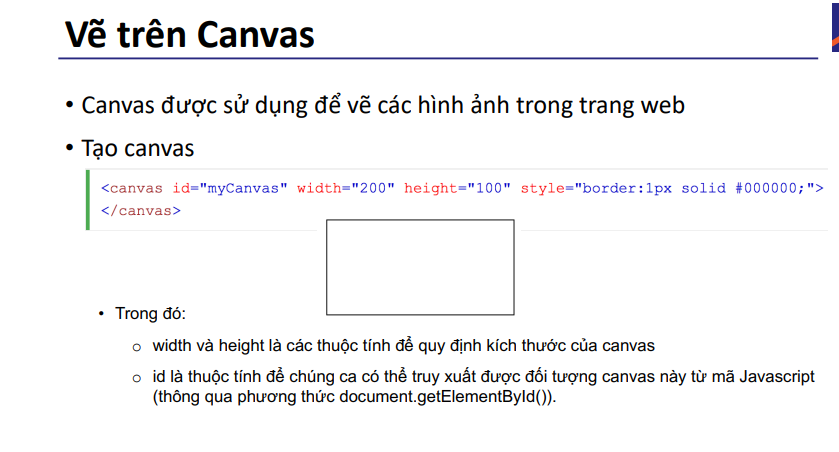 Vẽ trên Canvas
• Canvas được sử dụng để vẽ các hình ảnh trong trang web
• Tạo canvas
<canvas id="myCanvas" width="200" height="100" style="border:1px solid #000000;">
</canvas>
• Trong đó:
o width và height là các thuộc tính để quy định kích thước của canvas
o id là thuộc tính để chúng ca có thể truy xuất được đối tượng canvas này từ mã Javascript
(thông qua phương thức document.getElementById()).